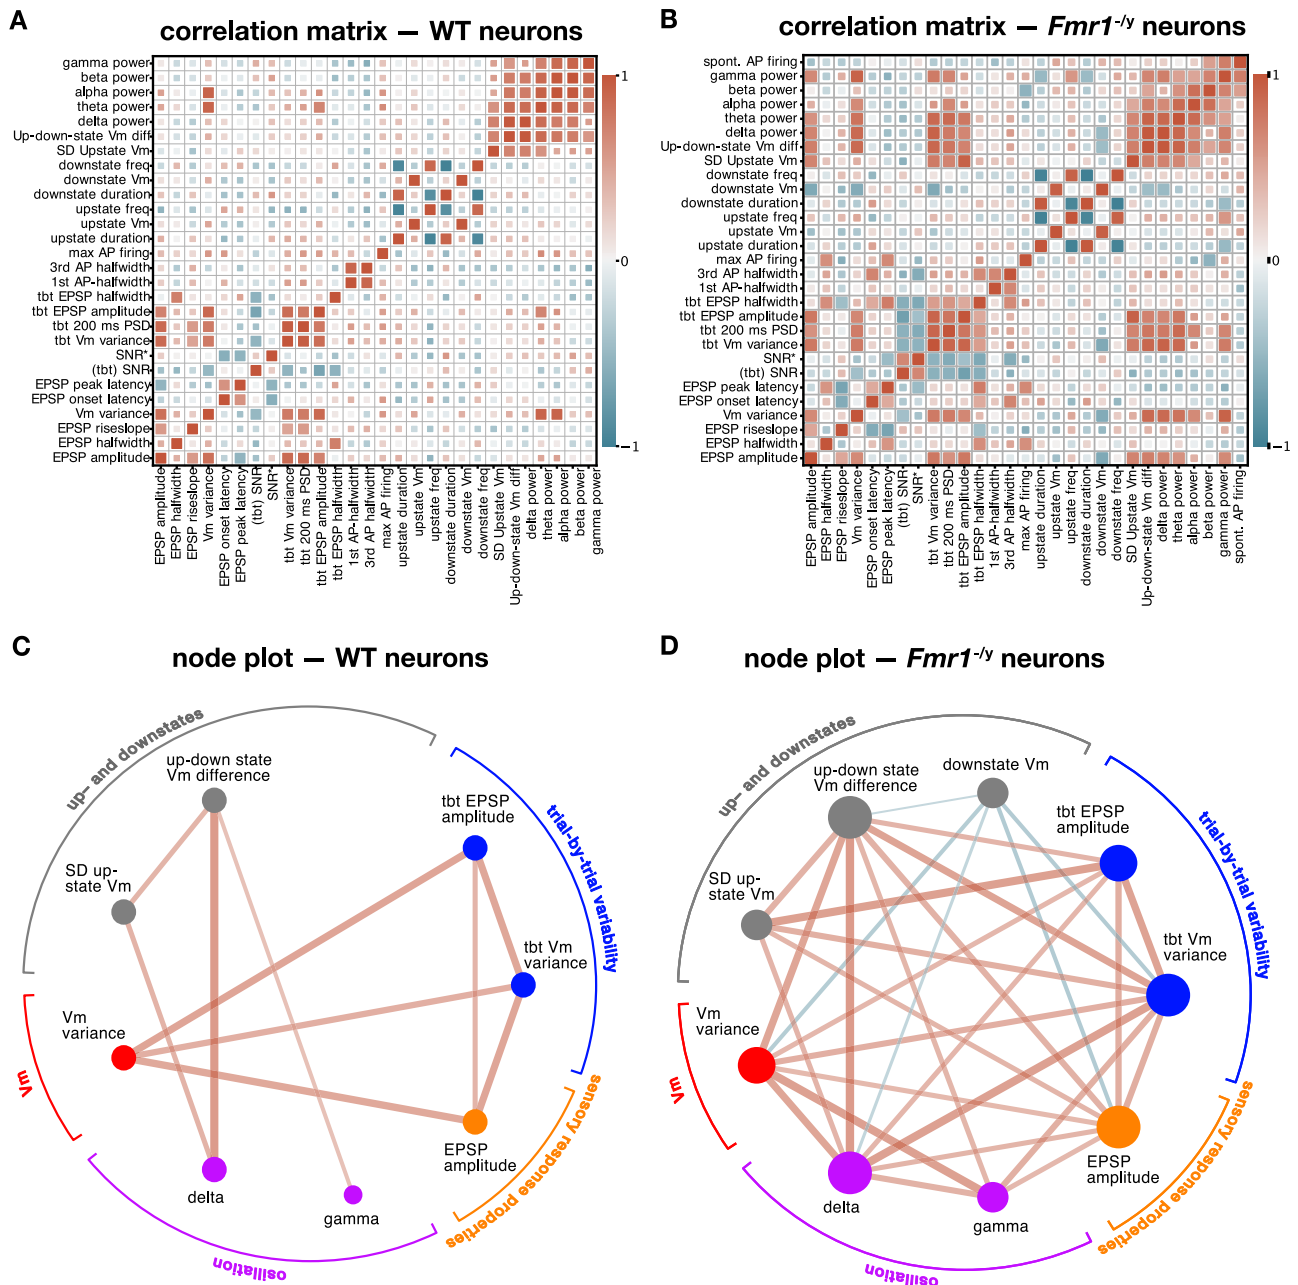 A
correlation matrix — WT neurons
gamma power
beta power
alpha power
theta power
delta power
Up-down-state Vm diff
SD Upstate Vm
downstate freq
downstate Vm
downstate duration
upstate freq
upstate Vm
upstate duration
max AP firing
3rd AP halfwidth
1st AP-halfwidth
tbt EPSP halfwidth
tbt EPSP amplitude
tbt 200 ms PSD
tbt Vm variance
SNR*
(tbt) SNR
EPSP peak latency
EPSP onset latency
Vm variance
EPSP riseslope
EPSP halfwidth
EPSP amplitude
EPSP amplitude
EPSP halfwidth
EPSP riseslope
Vm variance
EPSP onset latency
EPSP peak latency
(tbt) SNR
SNR*
tbt Vm variance
tbt 200 ms PSD
tbt EPSP amplitude
tbt EPSP halfwidth
1st AP-halfwidth
3rd AP halfwidth
max AP firing
upstate duration
upstate Vm
upstate freq
downstate duration
downstate Vm
downstate freq
SD Upstate Vm
Up-down-state Vm diff
delta power
theta power
alpha power
beta power
gamma power
1
0
−1
B
correlation matrix — Fmr1-/y neurons
spont. AP firing
gamma power
beta power
alpha power
theta power
delta power
Up-down-state Vm diff
SD Upstate Vm
downstate freq
downstate Vm
downstate duration
upstate freq
upstate Vm
upstate duration
max AP firing
3rd AP halfwidth
1st AP-halfwidth
tbt EPSP halfwidth
tbt EPSP amplitude
tbt 200 ms PSD
tbt Vm variance
SNR*
(tbt) SNR
EPSP peak latency
EPSP onset latency
Vm variance
EPSP riseslope
EPSP halfwidth
EPSP amplitude
EPSP amplitude
EPSP halfwidth
EPSP riseslope
Vm variance
EPSP onset latency
EPSP peak latency
(tbt) SNR
SNR*
tbt Vm variance
tbt 200 ms PSD
tbt EPSP amplitude
tbt EPSP halfwidth
1st AP-halfwidth
3rd AP halfwidth
max AP firing
upstate duration
upstate Vm
upstate freq
downstate duration
downstate Vm
downstate freq
SD Upstate Vm
Up-down-state Vm diff
delta power
theta power
alpha power
beta power
gamma power
spont. AP firing
1
0
−1
C
node plot — WT neurons
up- and downstates
up-down state
Vm difference
SD up-
state Vm
Vm
variance
Vm
delta
gamma
osillation
tbt EPSP
amplitude
tbt Vm
variance
trial-by-trial variability
EPSP
amplitude
sensory response properties
D
node plot — Fmr1-/y neurons
up- and downstates
up-down state
Vm difference
downstate Vm
SD up-
state Vm
Vm
variance
Vm
delta
gamma
osillation
tbt EPSP
amplitude
tbt Vm
variance
trial-by-trial variability
EPSP
amplitude
sensory response properties